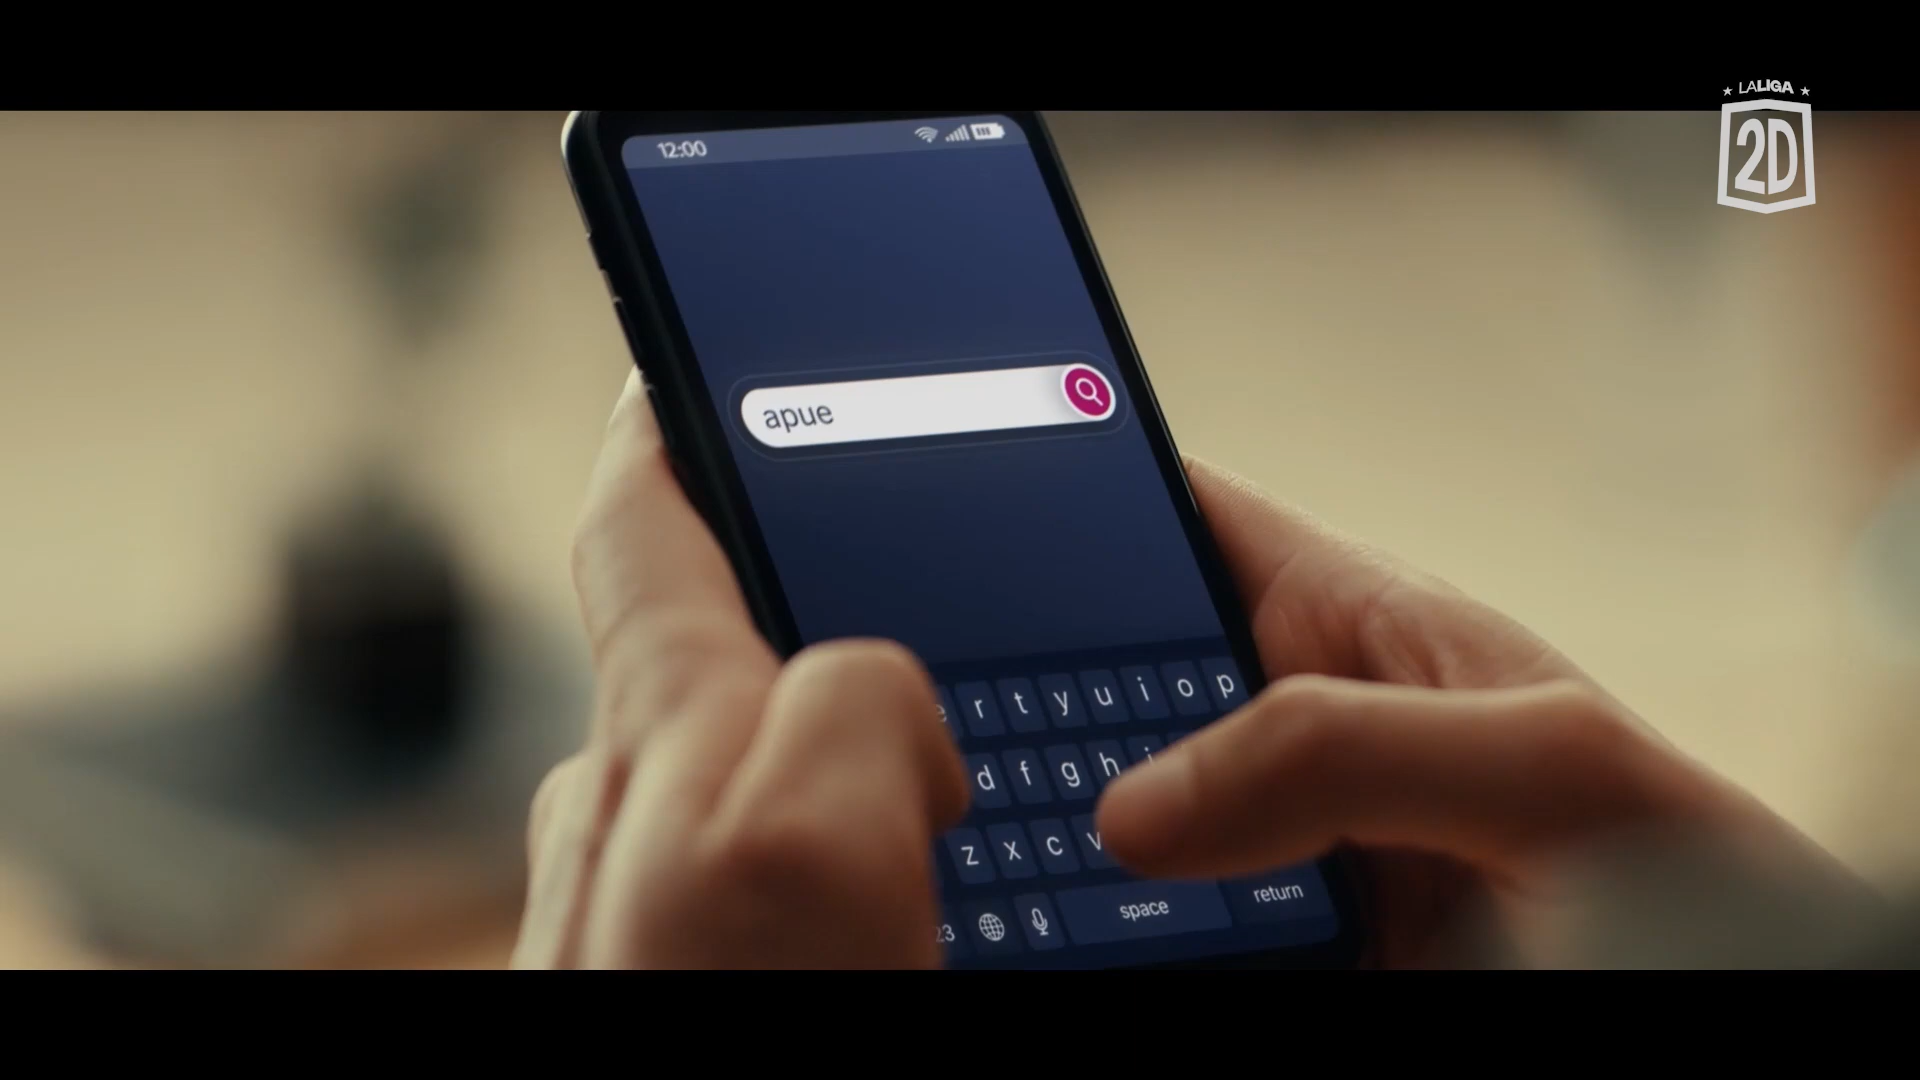 LALIGA
2D
12:00
apue
r t y u i o p
d f g h
z x c v
space return